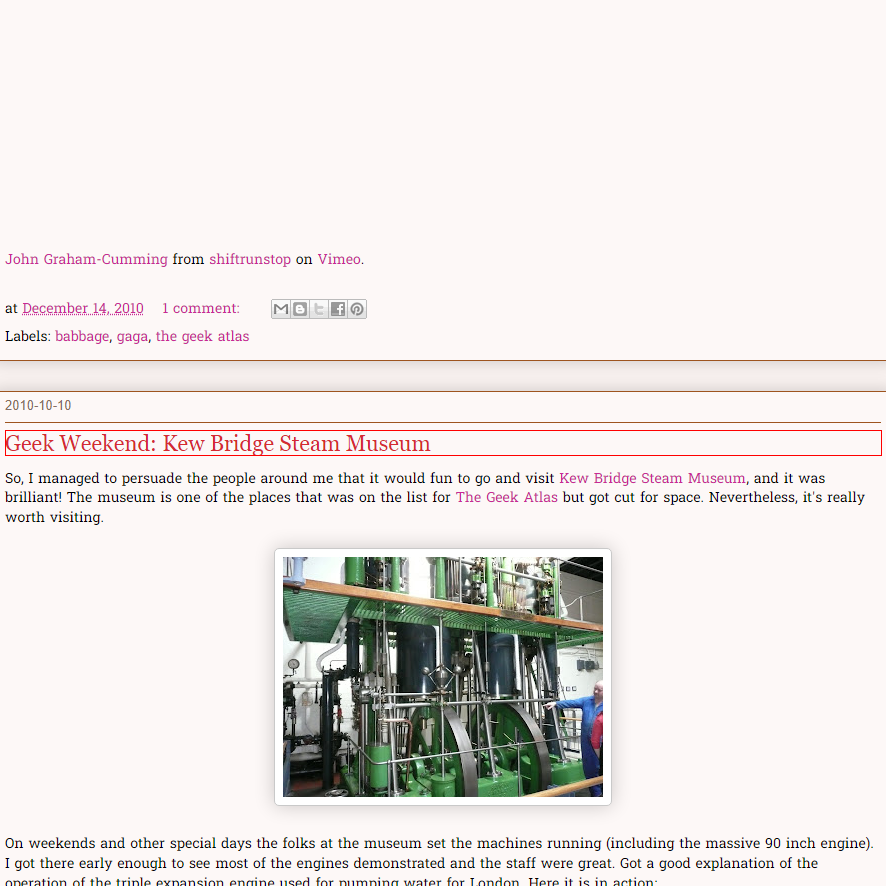 John Graham-Cumming from shiftrunstop on Vimeo.
at December 14, 2010 1 comment:
Labels: babbage, gaga, the geek atlas
2010-10-10
Geek Weekend: Kew Bridge Steam Museum
So, I managed to persuade the people around me that it would fun to go and visit Kew Bridge Steam Museum, and it was
brilliant! The museum is one of the places that was on the list for The Geek Atlas but got cut for space. Nevertheless, it's really
worth visiting.
On weekends and other special days the folks at the museum set the machines running (including the massive 90 inch engine).
I got there early enough to see most of the engines demonstrated and the staff were great. Got a good explanation of the
operation of the triple expansion engine used for pumping water for London. Here it is in action: